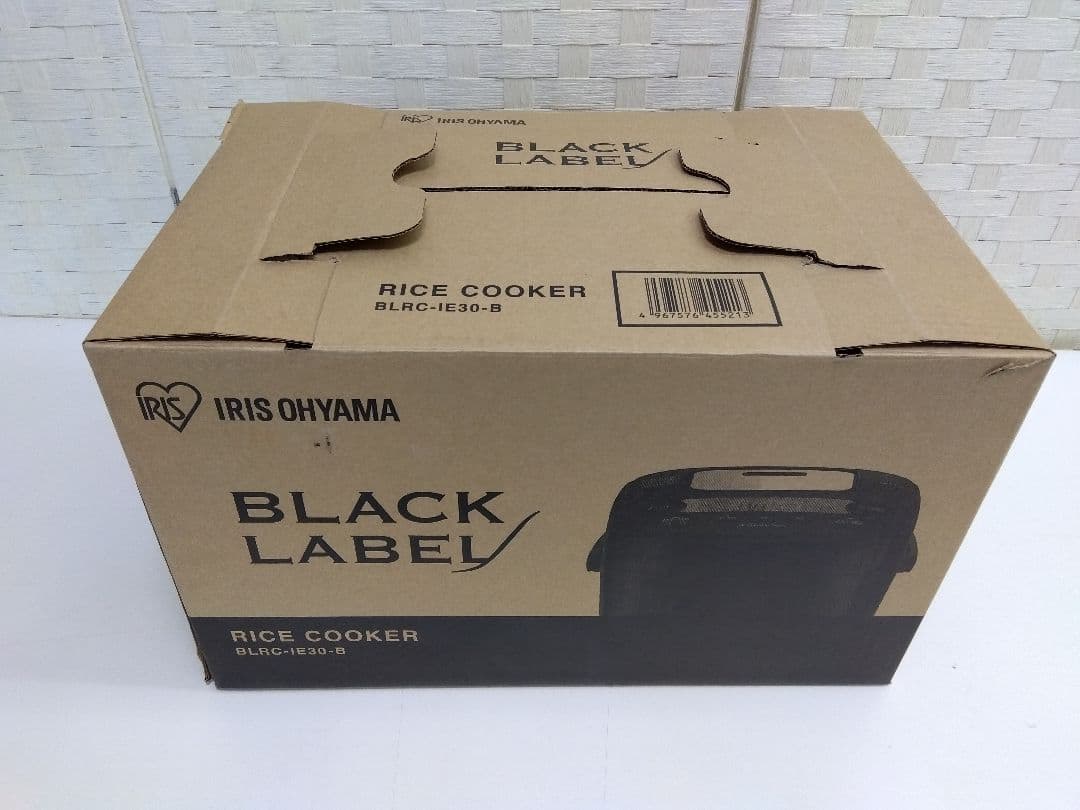 IRIS IRIS OHYAMA
BLACK
LABEL
RICE COOKER
BLRC-IE30-B
4 967576 455213
IRIS IRIS OHYAMA
BLACK
LABEL
RICE COOKER
BLRC-IE30-B